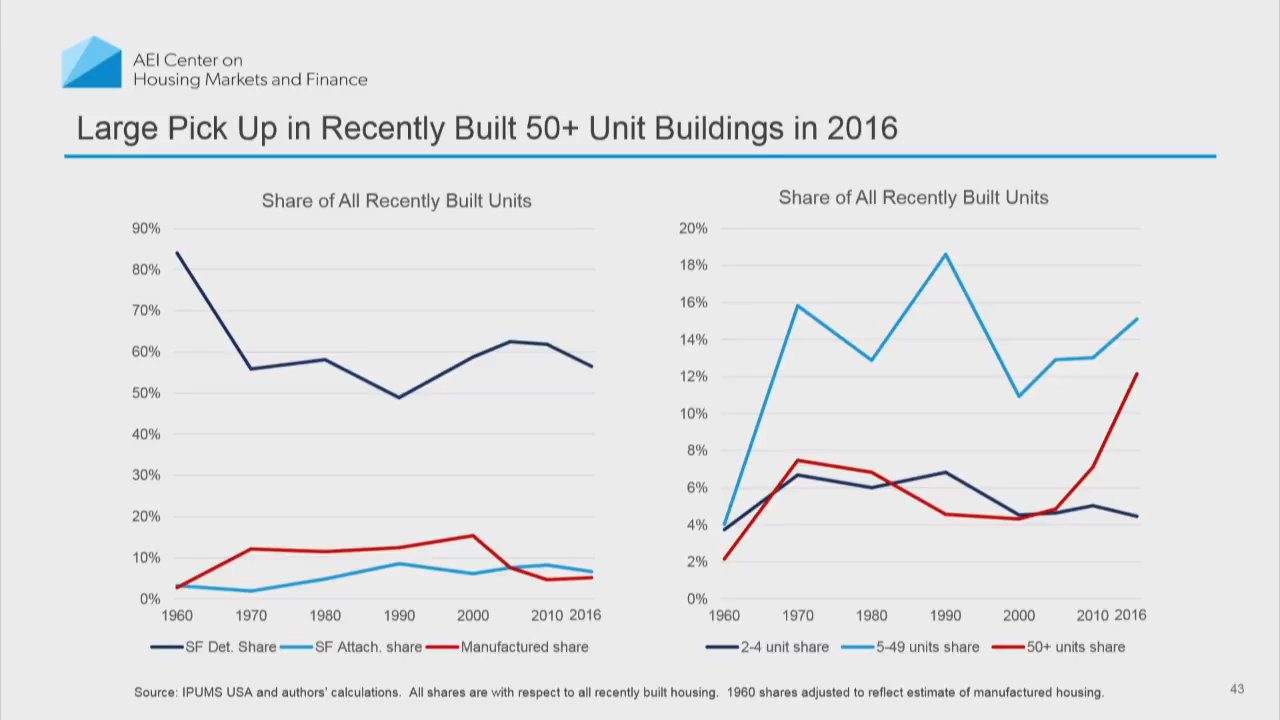 AEI Center on
Housing Markets and Finance
Large Pick Up in Recently Built 50+ Unit Buildings in 2016
Share of All Recently Built Units
90%
80%
70%
60%
50%
40%
30%
20%
10%
0%
1960 1970 1980 1990 2000 2010 2016
SF Det. Share SF Attach. share Manufactured share
Share of All Recently Built Units
20%
18%
16%
14%
12%
10%
8%
6%
4%
2%
0%
1960 1970 1980 1990 2000 2010 2016
2-4 unit share 5-49 units share 50+ units share
Source: IPUMS USA and authors' calculations. All shares are with respect to all recently built housing. 1960 shares adjusted to reflect estimate of manufactured housing.
43